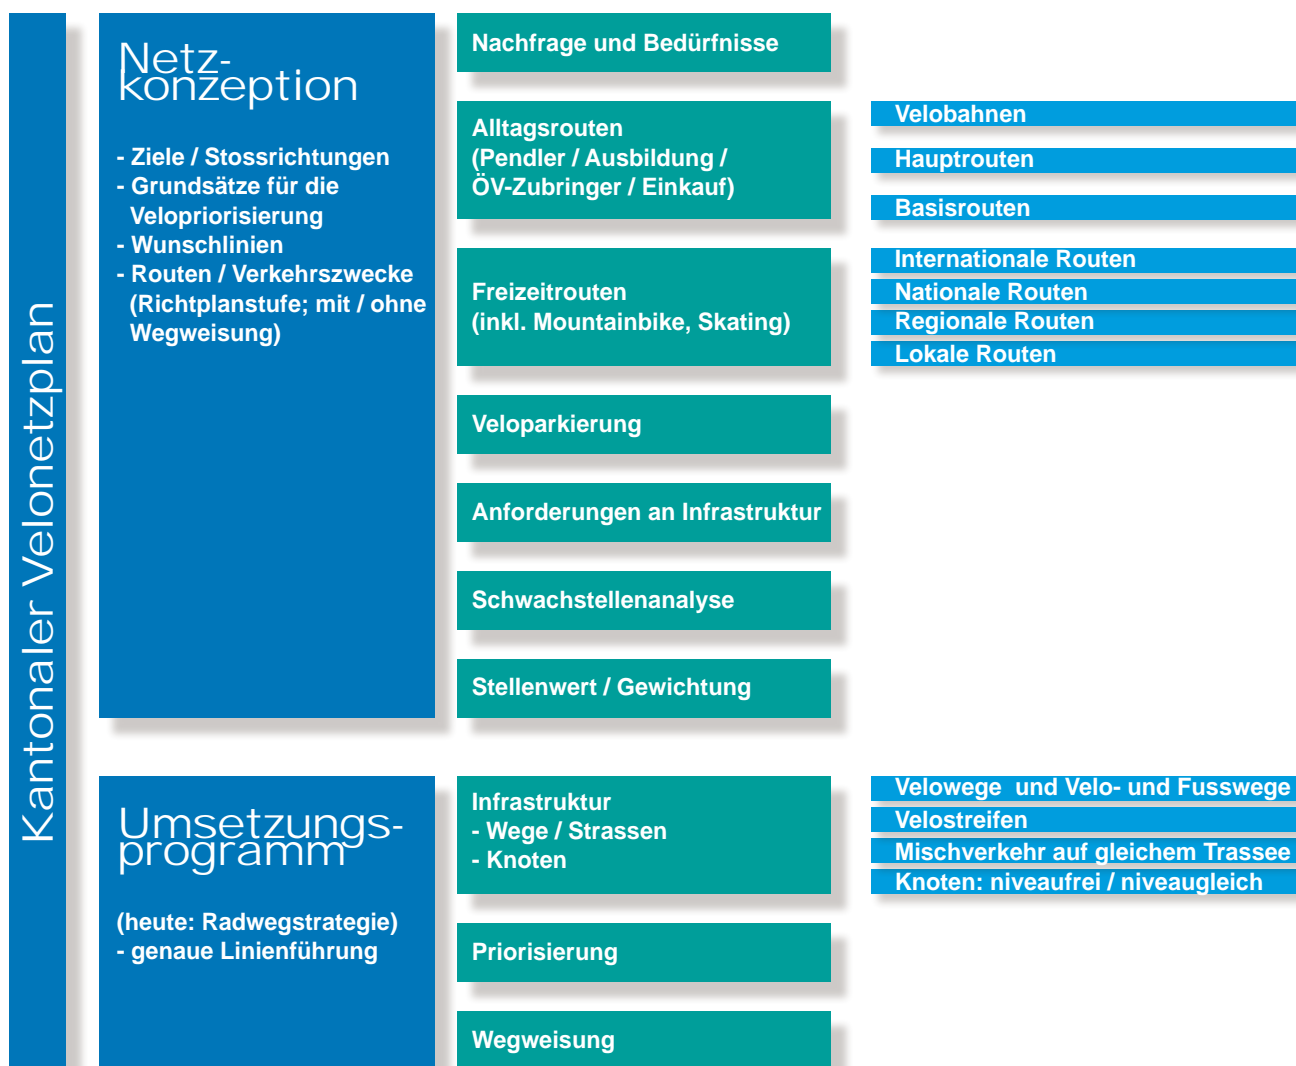 Kantonaler Velonetzplan
Netz-
konzeption
- Ziele / Stossrichtungen
- Grundsätze für die
Velopriorisierung
- Wunschlinien
- Routen / Verkehrszwecke
(Richtplanstufe; mit / ohne
Wegweisung)
Nachfrage und Bedürfnisse
Alltagsrouten
(Pendler / Ausbildung /
ÖV-Zubringer / Einkauf)
Velobahnen
Hauptrouten
Basisrouten
Freizeitrouten
(inkl. Mountainbike, Skating)
Internationale Routen
Nationale Routen
Regionale Routen
Lokale Routen
Veloparkierung
Anforderungen an Infrastruktur
Schwachstellenanalyse
Stellenwert / Gewichtung
Umsetzungs-
programm
(heute: Radwegstrategie)
- genaue Linienführung
Infrastruktur
- Wege / Strassen
- Knoten
Velowege und Velo- und Fusswege
Velostreifen
Mischverkehr auf gleichem Trassee
Knoten: niveaufrei / niveaugleich
Priorisierung
Wegweisung